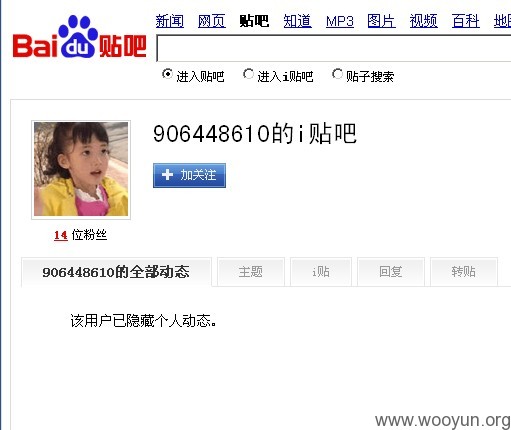 新闻 网页 贴吧 知道 MP3 图片 视频 百科
Bai du 贴吧
进入贴吧 进入i贴吧 贴子搜索
906448610的i贴吧
加关注
14 位粉丝
906448610的全部动态 主题 i贴 回复 转贴
该用户已隐藏个人动态。
www.wooyun.org